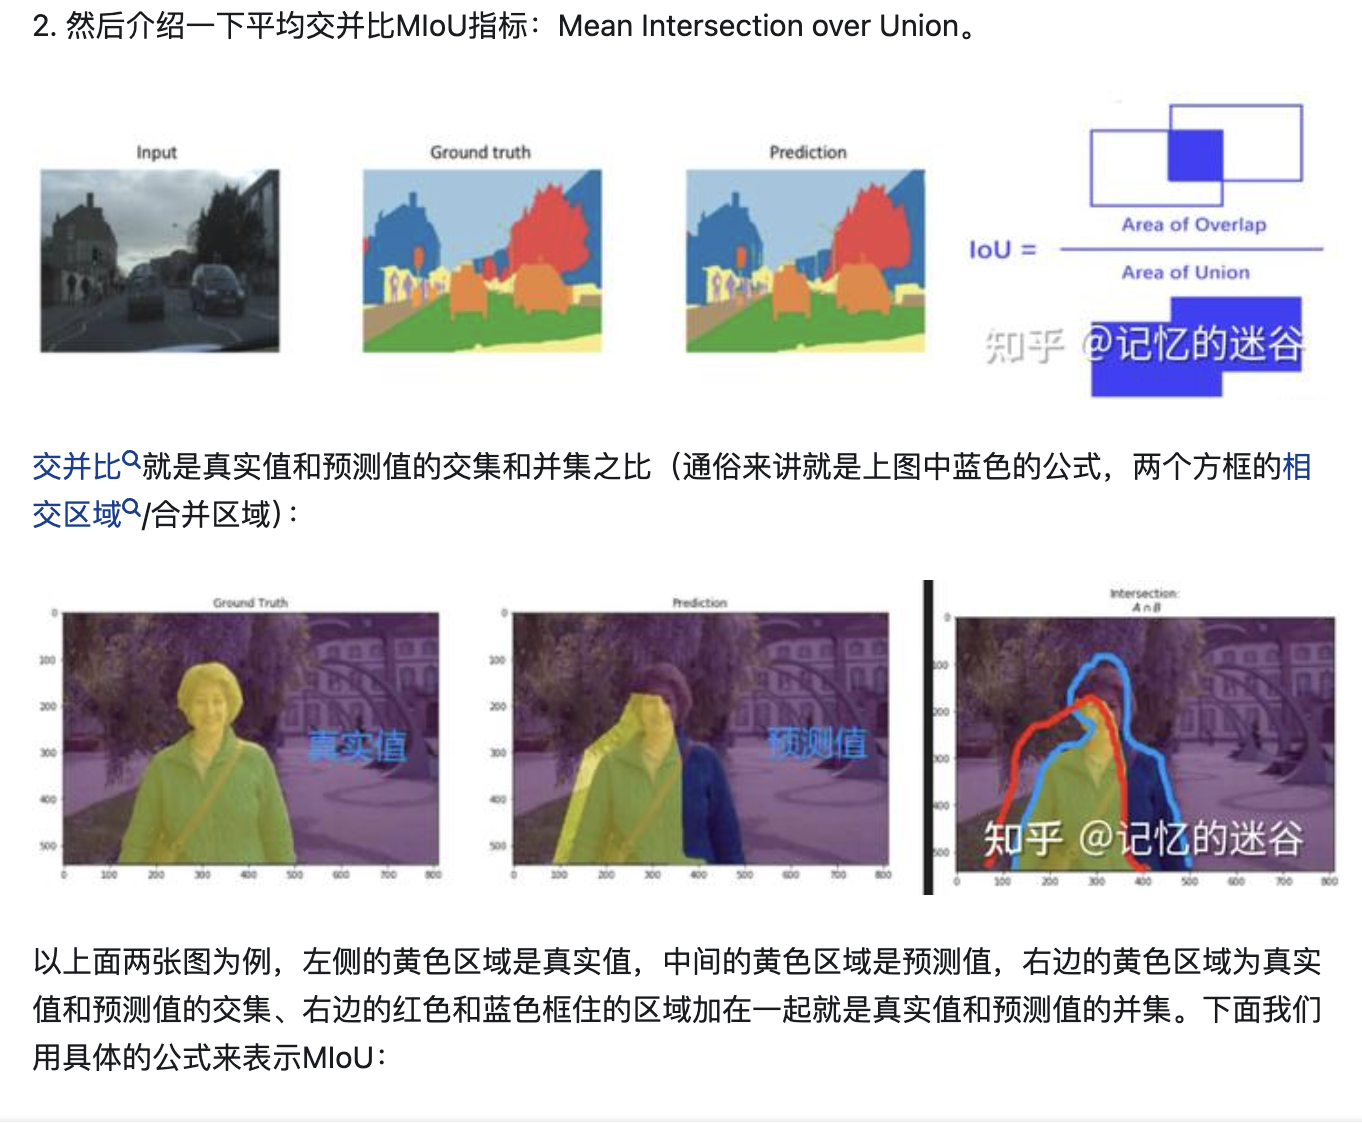 2. 然后介绍一下平均交并比MIoU指标：Mean Intersection over Union。
Input
Ground truth
Prediction
IoU =
Area of Overlap
Area of Union
知乎 @记忆的迷谷
交并比就是真实值和预测值的交集和并集之比（通俗来讲就是上图中蓝色的公式，两个方框的相
交区域/合并区域）：
Ground Truth
0
100
200
300
400
500
真实值
0 100 200 300 400 500 600 700 800
Prediction
0
100
200
300
400
500
预测值
0 100 200 300 400 500 600 700 800
Intersection:
A∩B
0
100
200
300
400
500
知乎 @记忆的迷谷
0 100 200 300 400 500 600 700 800
以上面两张图为例，左侧的黄色区域是真实值，中间的黄色区域是预测值，右边的黄色区域为真实
值和预测值的交集、右边的红色和蓝色框住的区域加在一起就是真实值和预测值的并集。下面我们
用具体的公式来表示MIoU：